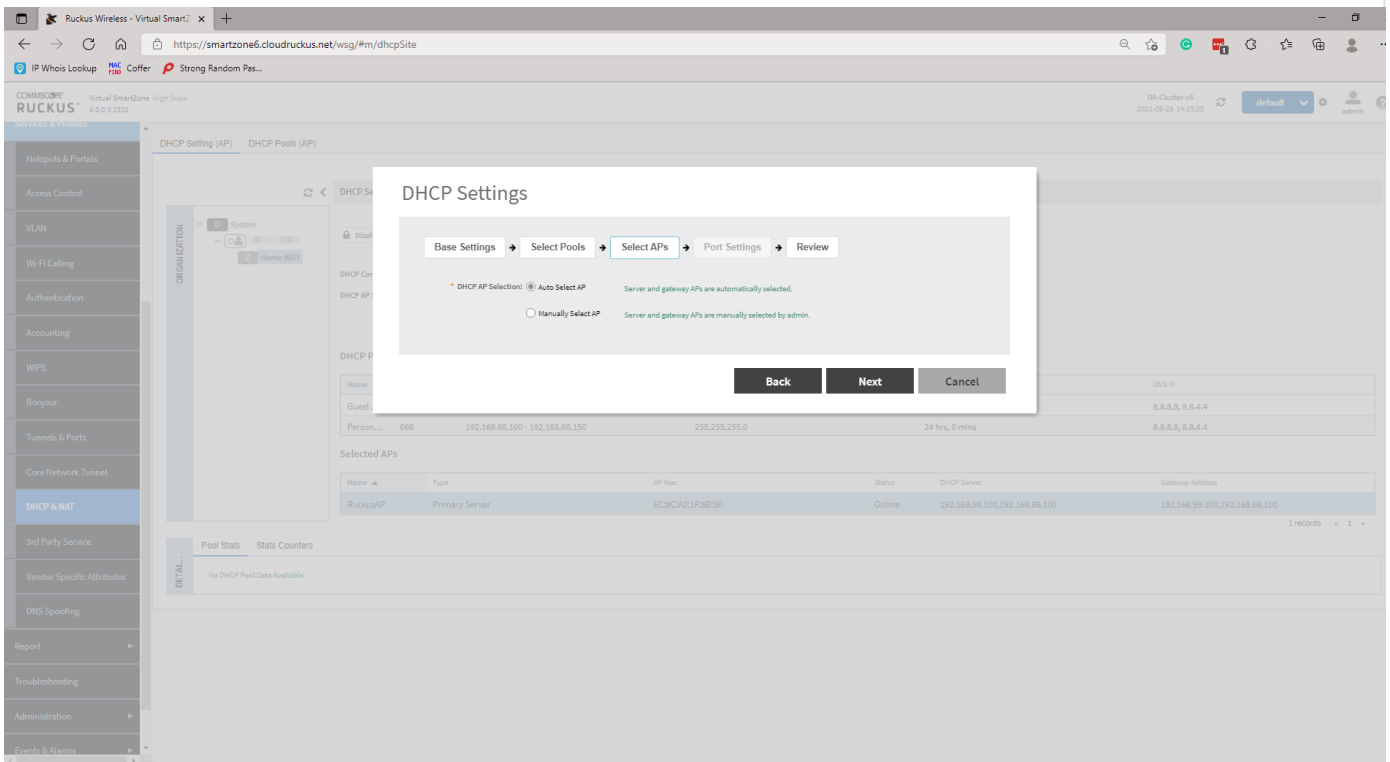 Ruckus Wireless - Virtual SmartZ
https://smartzone6.cloudruckus.net/wsg/#m/dhcpSite
IP Whois Lookup MAC FIND Coffer Strong Random Pas...
COMMSCOPE RUCKUS Virtual SmartZone High Scale
6.0.0.0.1331
DA-Cluster-v6
2021-09-29 14:25:25
default
admin
Services & Profiles
Hotspots & Portals
Access Control
VLAN
Wi-Fi Calling
Authentication
Accounting
WIPS
Bonjour
Tunnels & Ports
Core Network Tunnel
DHCP & NAT
3rd Party Service
Vendor Specific Attributes
DNS Spoofing
Report
Troubleshooting
Administration
Events & Alarms
DHCP Setting (AP) DHCP Pools (AP)
ORGANIZATION
D System
Z Home WiFi
DHCP Se
Disab
DHCP Con
DHCP AP
DHCP Settings
Base Settings Select Pools Select APs Port Settings Review
* DHCP AP Selection: Auto Select AP Server and gateway APs are automatically selected.
Manually Select AP Server and gateway APs are manually selected by admin.
Back Next Cancel
DHCP P
Name DNS IP
Guest 8.8.8.8, 8.8.4.4
Person... 666 192.168.66.100 - 192.168.66.150 255.255.255.0 24 hrs, 0 mins 8.8.8.8, 8.8.4.4
Selected APs
Name Type AP Mac Status DHCP Server Gateway Address
RuckusAP Primary Server EC:8C:A2:1F:8B:50 Online 192.168.99.100,192.168.66.100 192.168.99.100,192.168.66.100
1 records « 1 »
DETAIL...
Pool Stats Stats Counters
No DHCP Pool Data Available